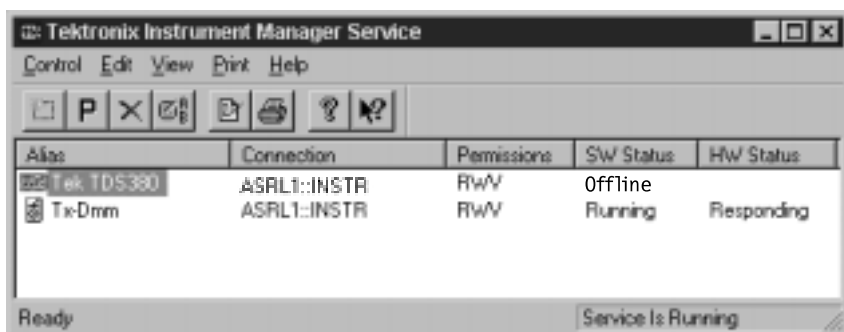 Tektronix Instrument Manager Service
Control Edit View Print Help
P
Alias Connection Permissions SW Status HW Status
Tek TDS380 ASRL1::INSTR RWV Offline
Tx-Dmm ASRL1::INSTR RWV Running Responding
Ready Service Is Running